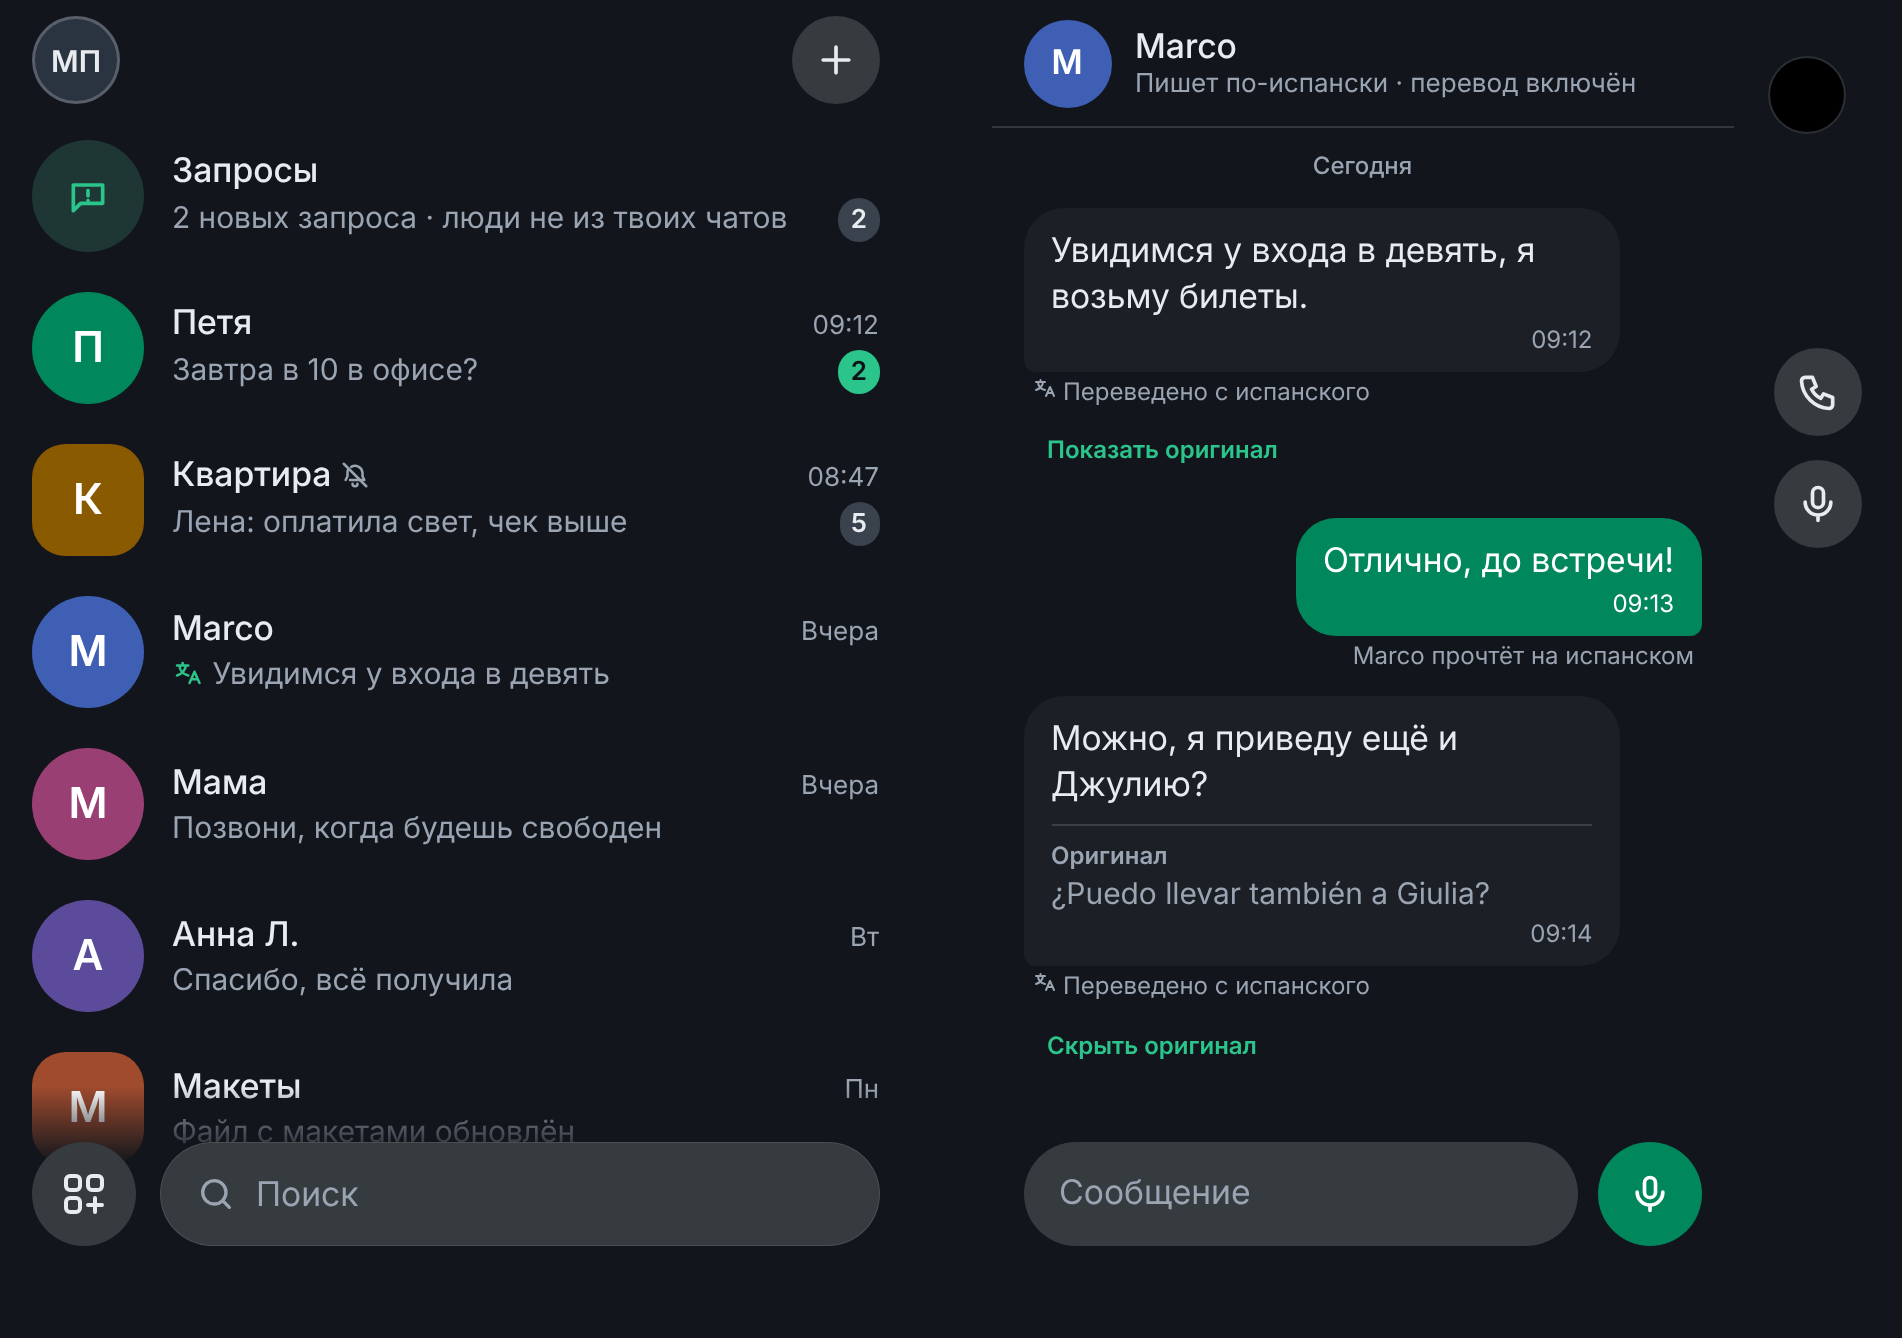 МП
Запросы
2 новых запроса · люди не из твоих чатов
2
П
Петя
09:12
Завтра в 10 в офисе?
2
К
Квартира
08:47
Лена: оплатила свет, чек выше
5
M
Marco
Вчера
Увидимся у входа в девять
М
Мама
Вчера
Позвони, когда будешь свободен
А
Анна Л.
Вт
Спасибо, всё получила
М
Макеты
Пн
Файл с макетами обновлён
Поиск
M
Marco
Пишет по-испански · перевод включён
Сегодня
Увидимся у входа в девять, я
возьму билеты.
09:12
Переведено с испанского
Показать оригинал
Отлично, до встречи!
09:13
Marco прочтёт на испанском
Можно, я приведу ещё и
Джулию?
Оригинал
¿Puedo llevar también a Giulia?
09:14
Переведено с испанского
Скрыть оригинал
Сообщение